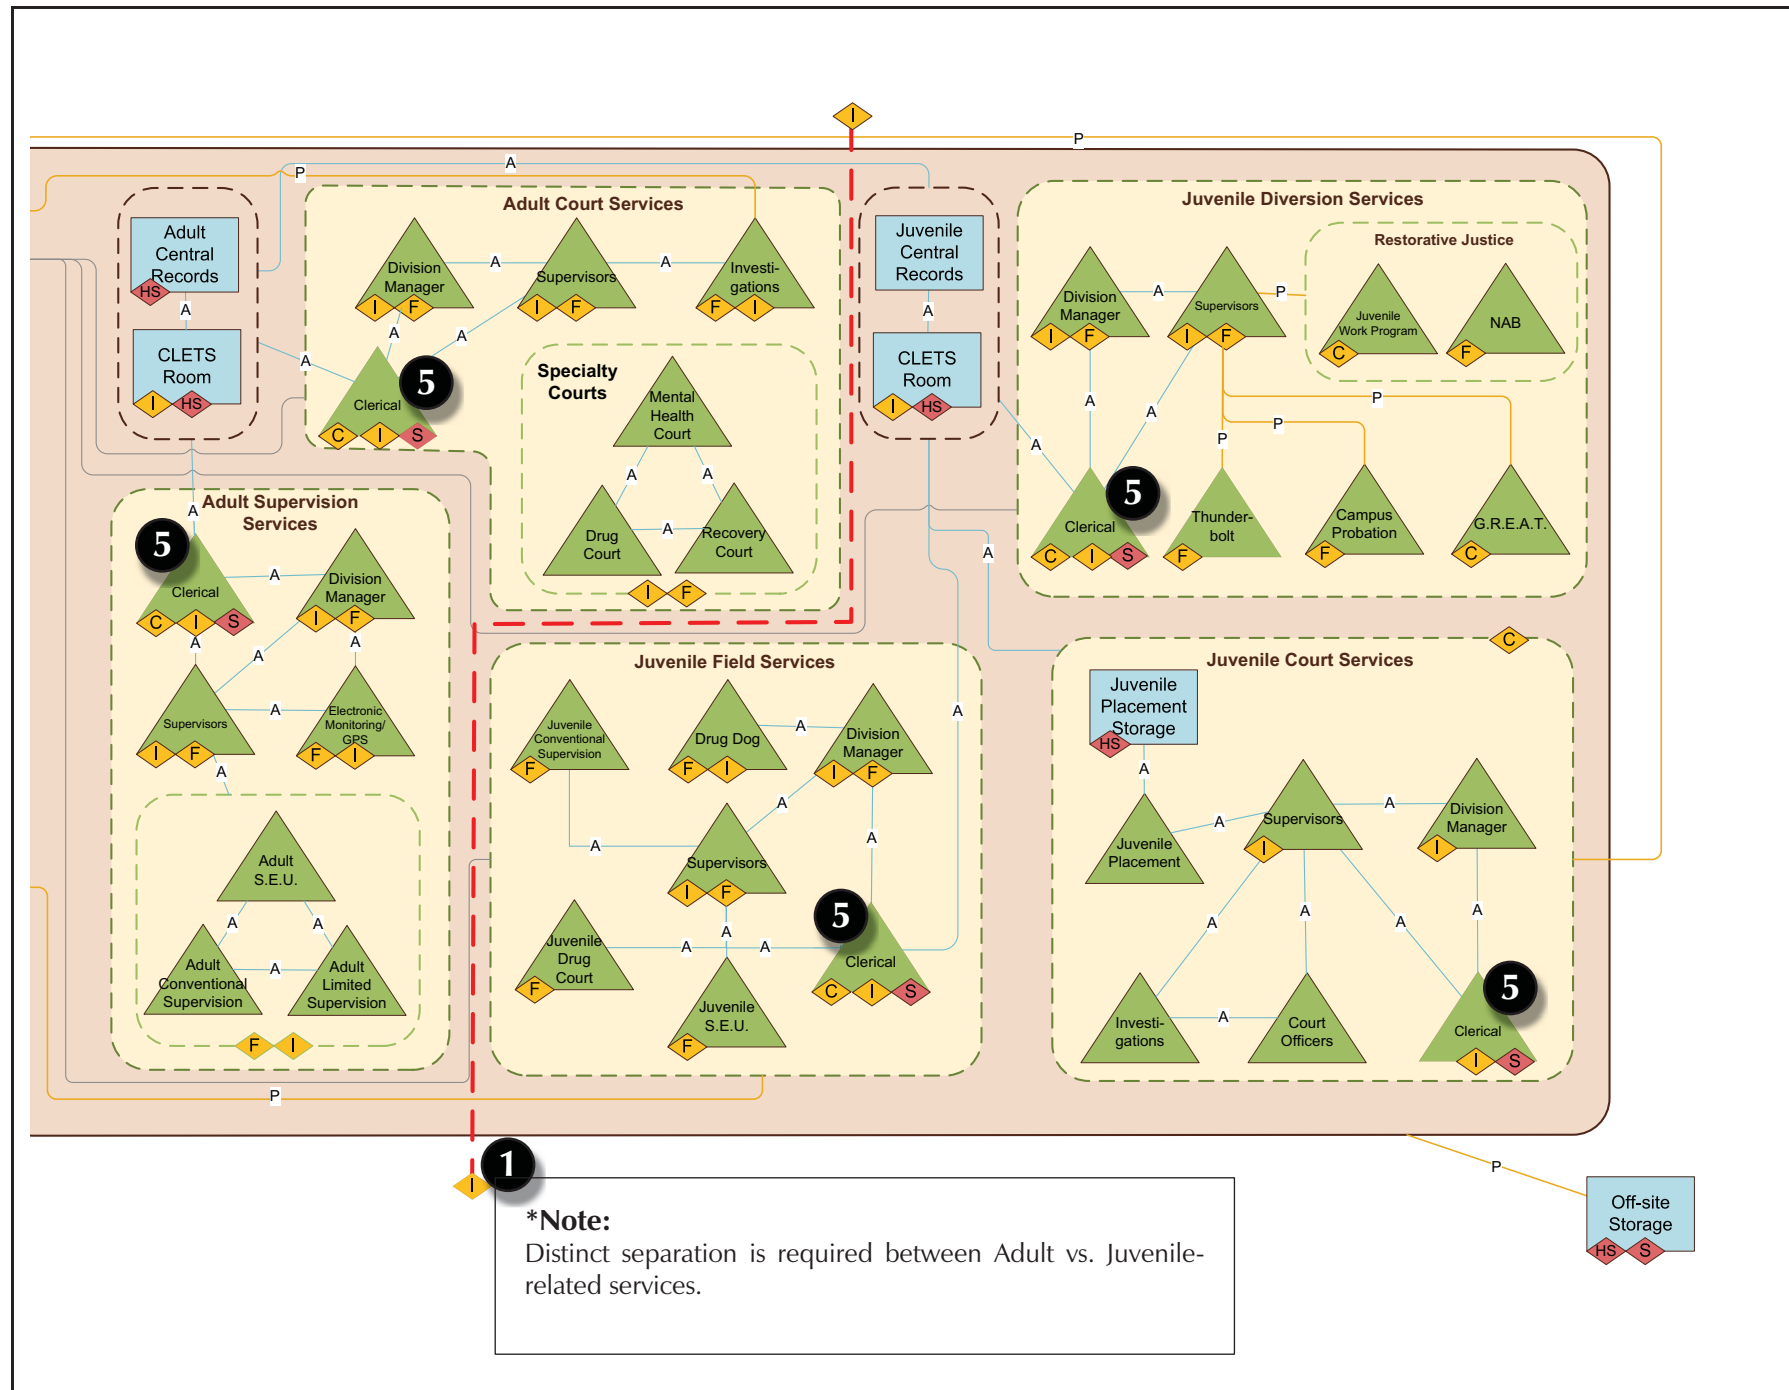 I
P
A
P
Adult Court Services
Adult
Central
Records
HS
A
CLETS
Room
I HS
A
Division
Manager
I F
A
Supervisors
I F
A
Investi-
gations
F I
A
A
Clerical
5
C I S
Specialty
Courts
Mental
Health
Court
A
A
Drug
Court
A
Recovery
Court
I F
Juvenile
Central
Records
A
CLETS
Room
I HS
A
A
Juvenile Diversion Services
Division
Manager
I F
A
Supervisors
I F
P
Restorative Justice
Juvenile
Work Program
C
NAB
F
A
A
P
P
P
Clerical
5
C I S
Thunder-
bolt
F
Campus
Probation
F
G.R.E.A.T.
C
Adult Supervision
Services
A
5
Clerical
C I S
A
Division
Manager
I F
A
A
A
Supervisors
I F
A
Electronic
Monitoring/
GPS
F I
A
Adult
S.E.U.
A
A
Adult
Conventional
Supervision
A
Adult
Limited
Supervision
F I
P
Juvenile Field Services
Juvenile
Conventional
Supervision
F
Drug Dog
F I
A
Division
Manager
I F
A
A
A
Supervisors
I F
A
A
Juvenile
Drug
Court
F
A
A
Juvenile
S.E.U.
F
5
Clerical
C I S
C
Juvenile Court Services
Juvenile
Placement
Storage
HS
A
Juvenile
Placement
A
Supervisors
I
A
Division
Manager
I
A
A
A
A
Investi-
gations
A
Court
Officers
5
Clerical
I S
P
Off-site
Storage
HS S
I
1
*Note:
Distinct separation is required between Adult vs. Juvenile-
related services.